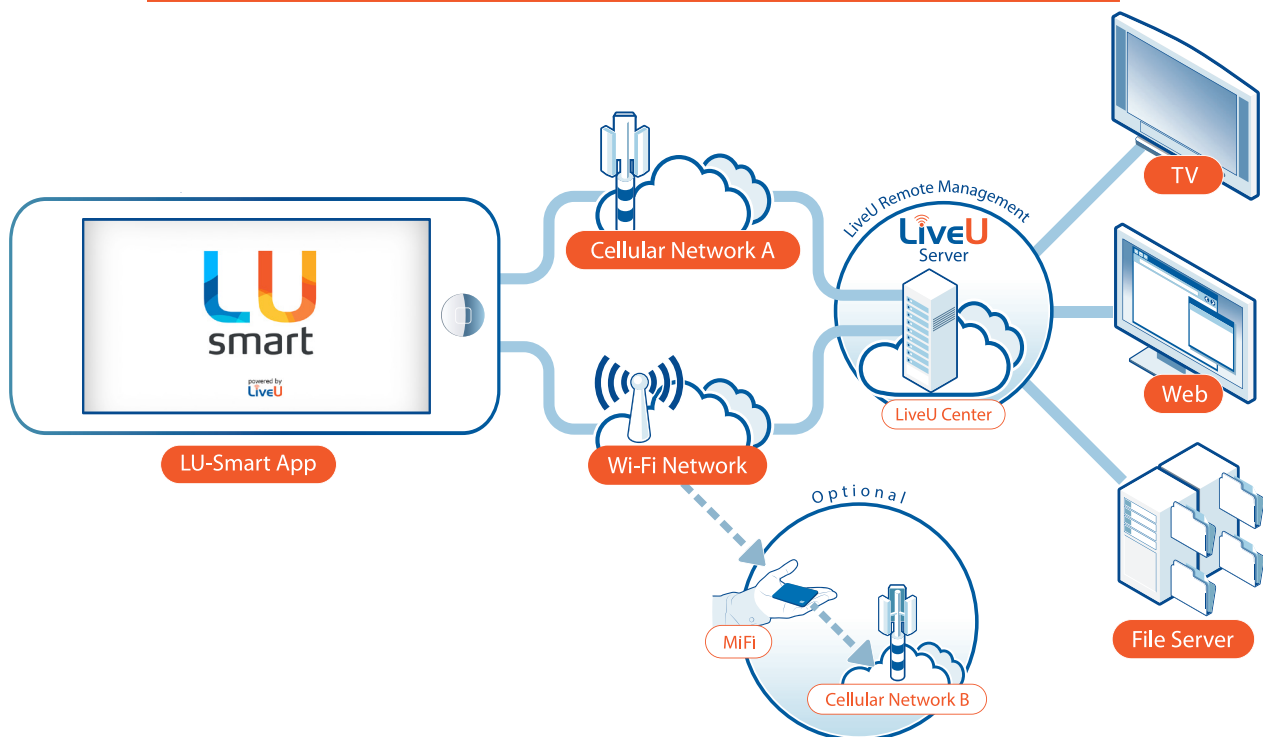 LU
smart
powered by
LiveU
LU-Smart App
Cellular Network A
Wi-Fi Network
LiveU Remote Management
LiveU
Server
LiveU Center
TV
Web
File Server
Optional
MiFi
Cellular Network B